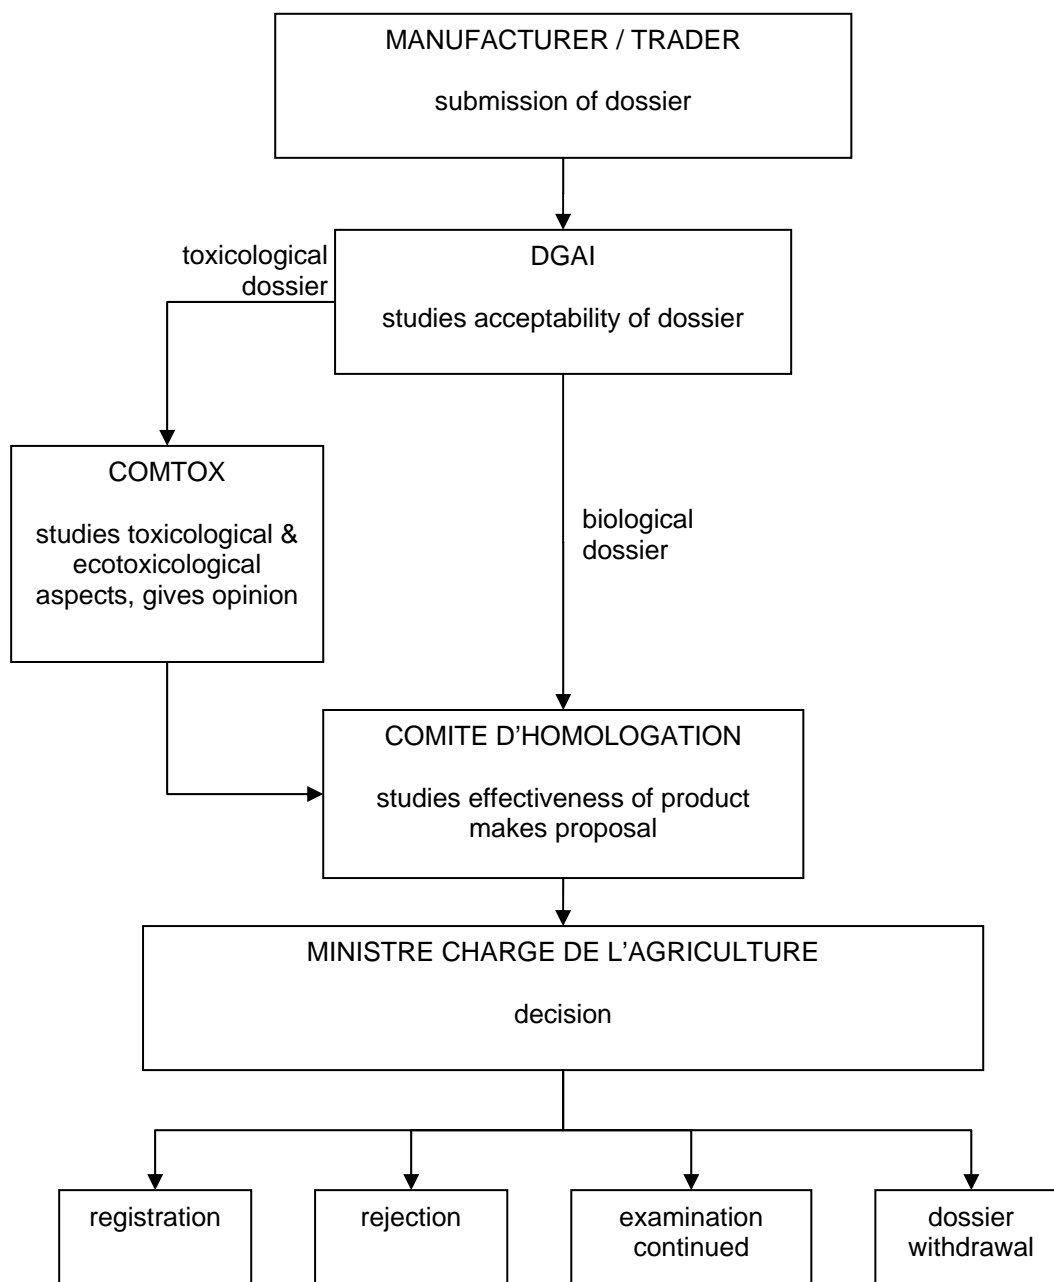 MANUFACTURER / TRADER
submission of dossier
toxicological
dossier
DGAI
studies acceptability of dossier
COMTOX
studies toxicological &
ecotoxicological
aspects, gives opinion
biological
dossier
COMITE D'HOMOLOGATION
studies effectiveness of product
makes proposal
MINISTRE CHARGE DE L'AGRICULTURE
decision
registration
rejection
examination
continued
dossier
withdrawal